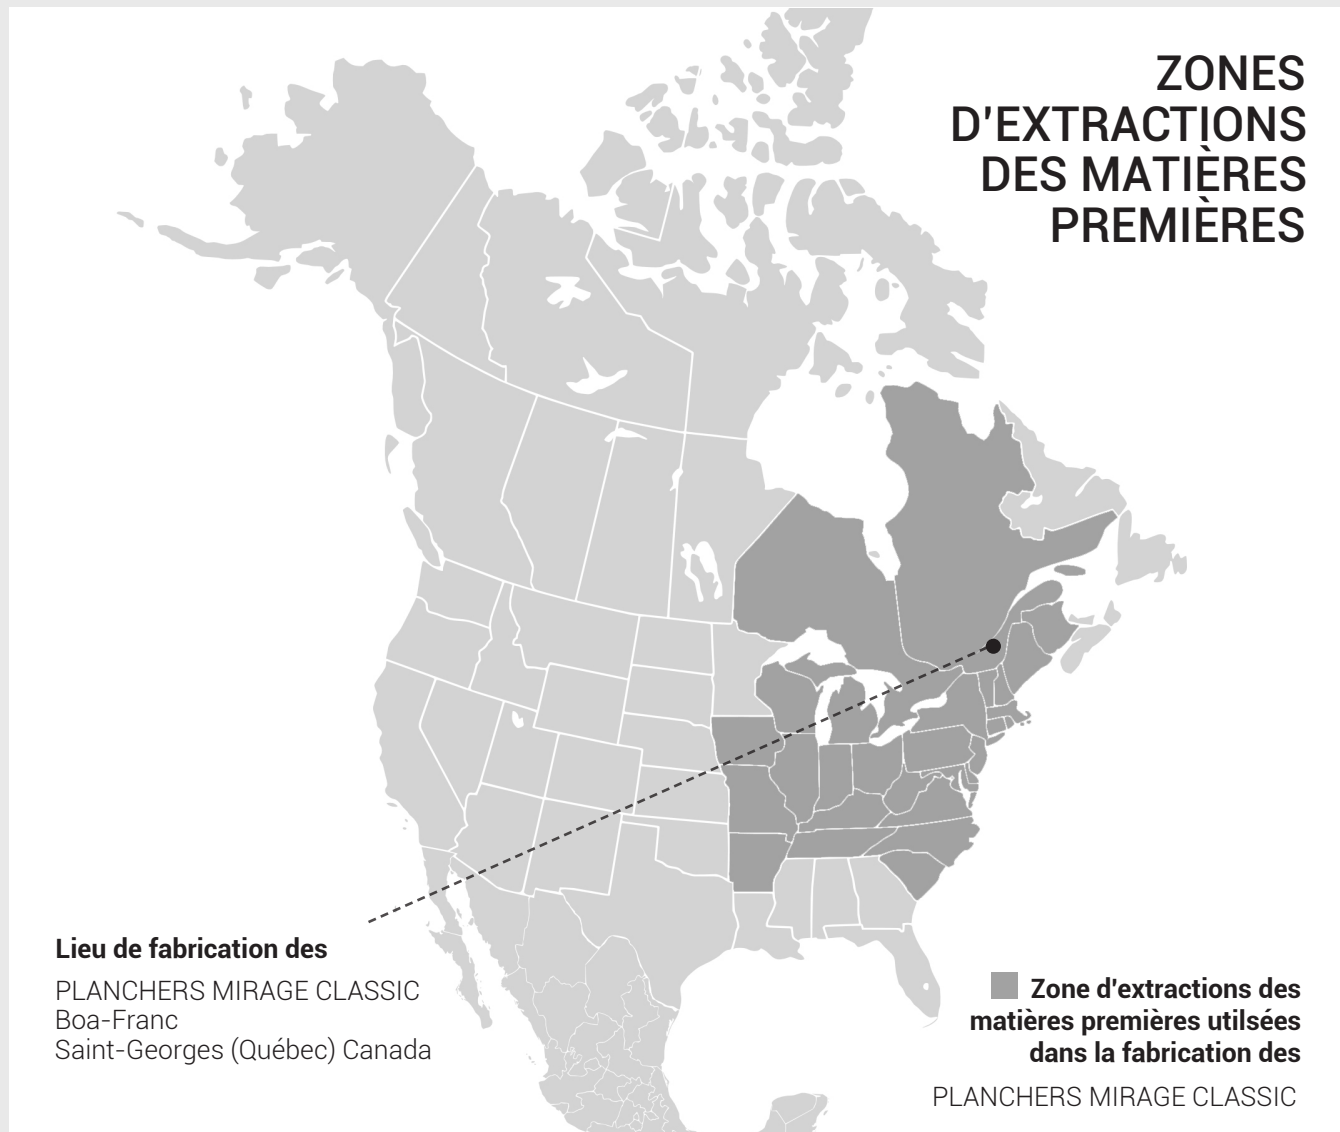 ZONES
D'EXTRACTIONS
DES MATIÈRES
PREMIÈRES
Lieu de fabrication des
PLANCHERS MIRAGE CLASSIC
Boa-Franc
Saint-Georges (Québec) Canada
Zone d'extractions des
matières premières utilsées
dans la fabrication des
PLANCHERS MIRAGE CLASSIC